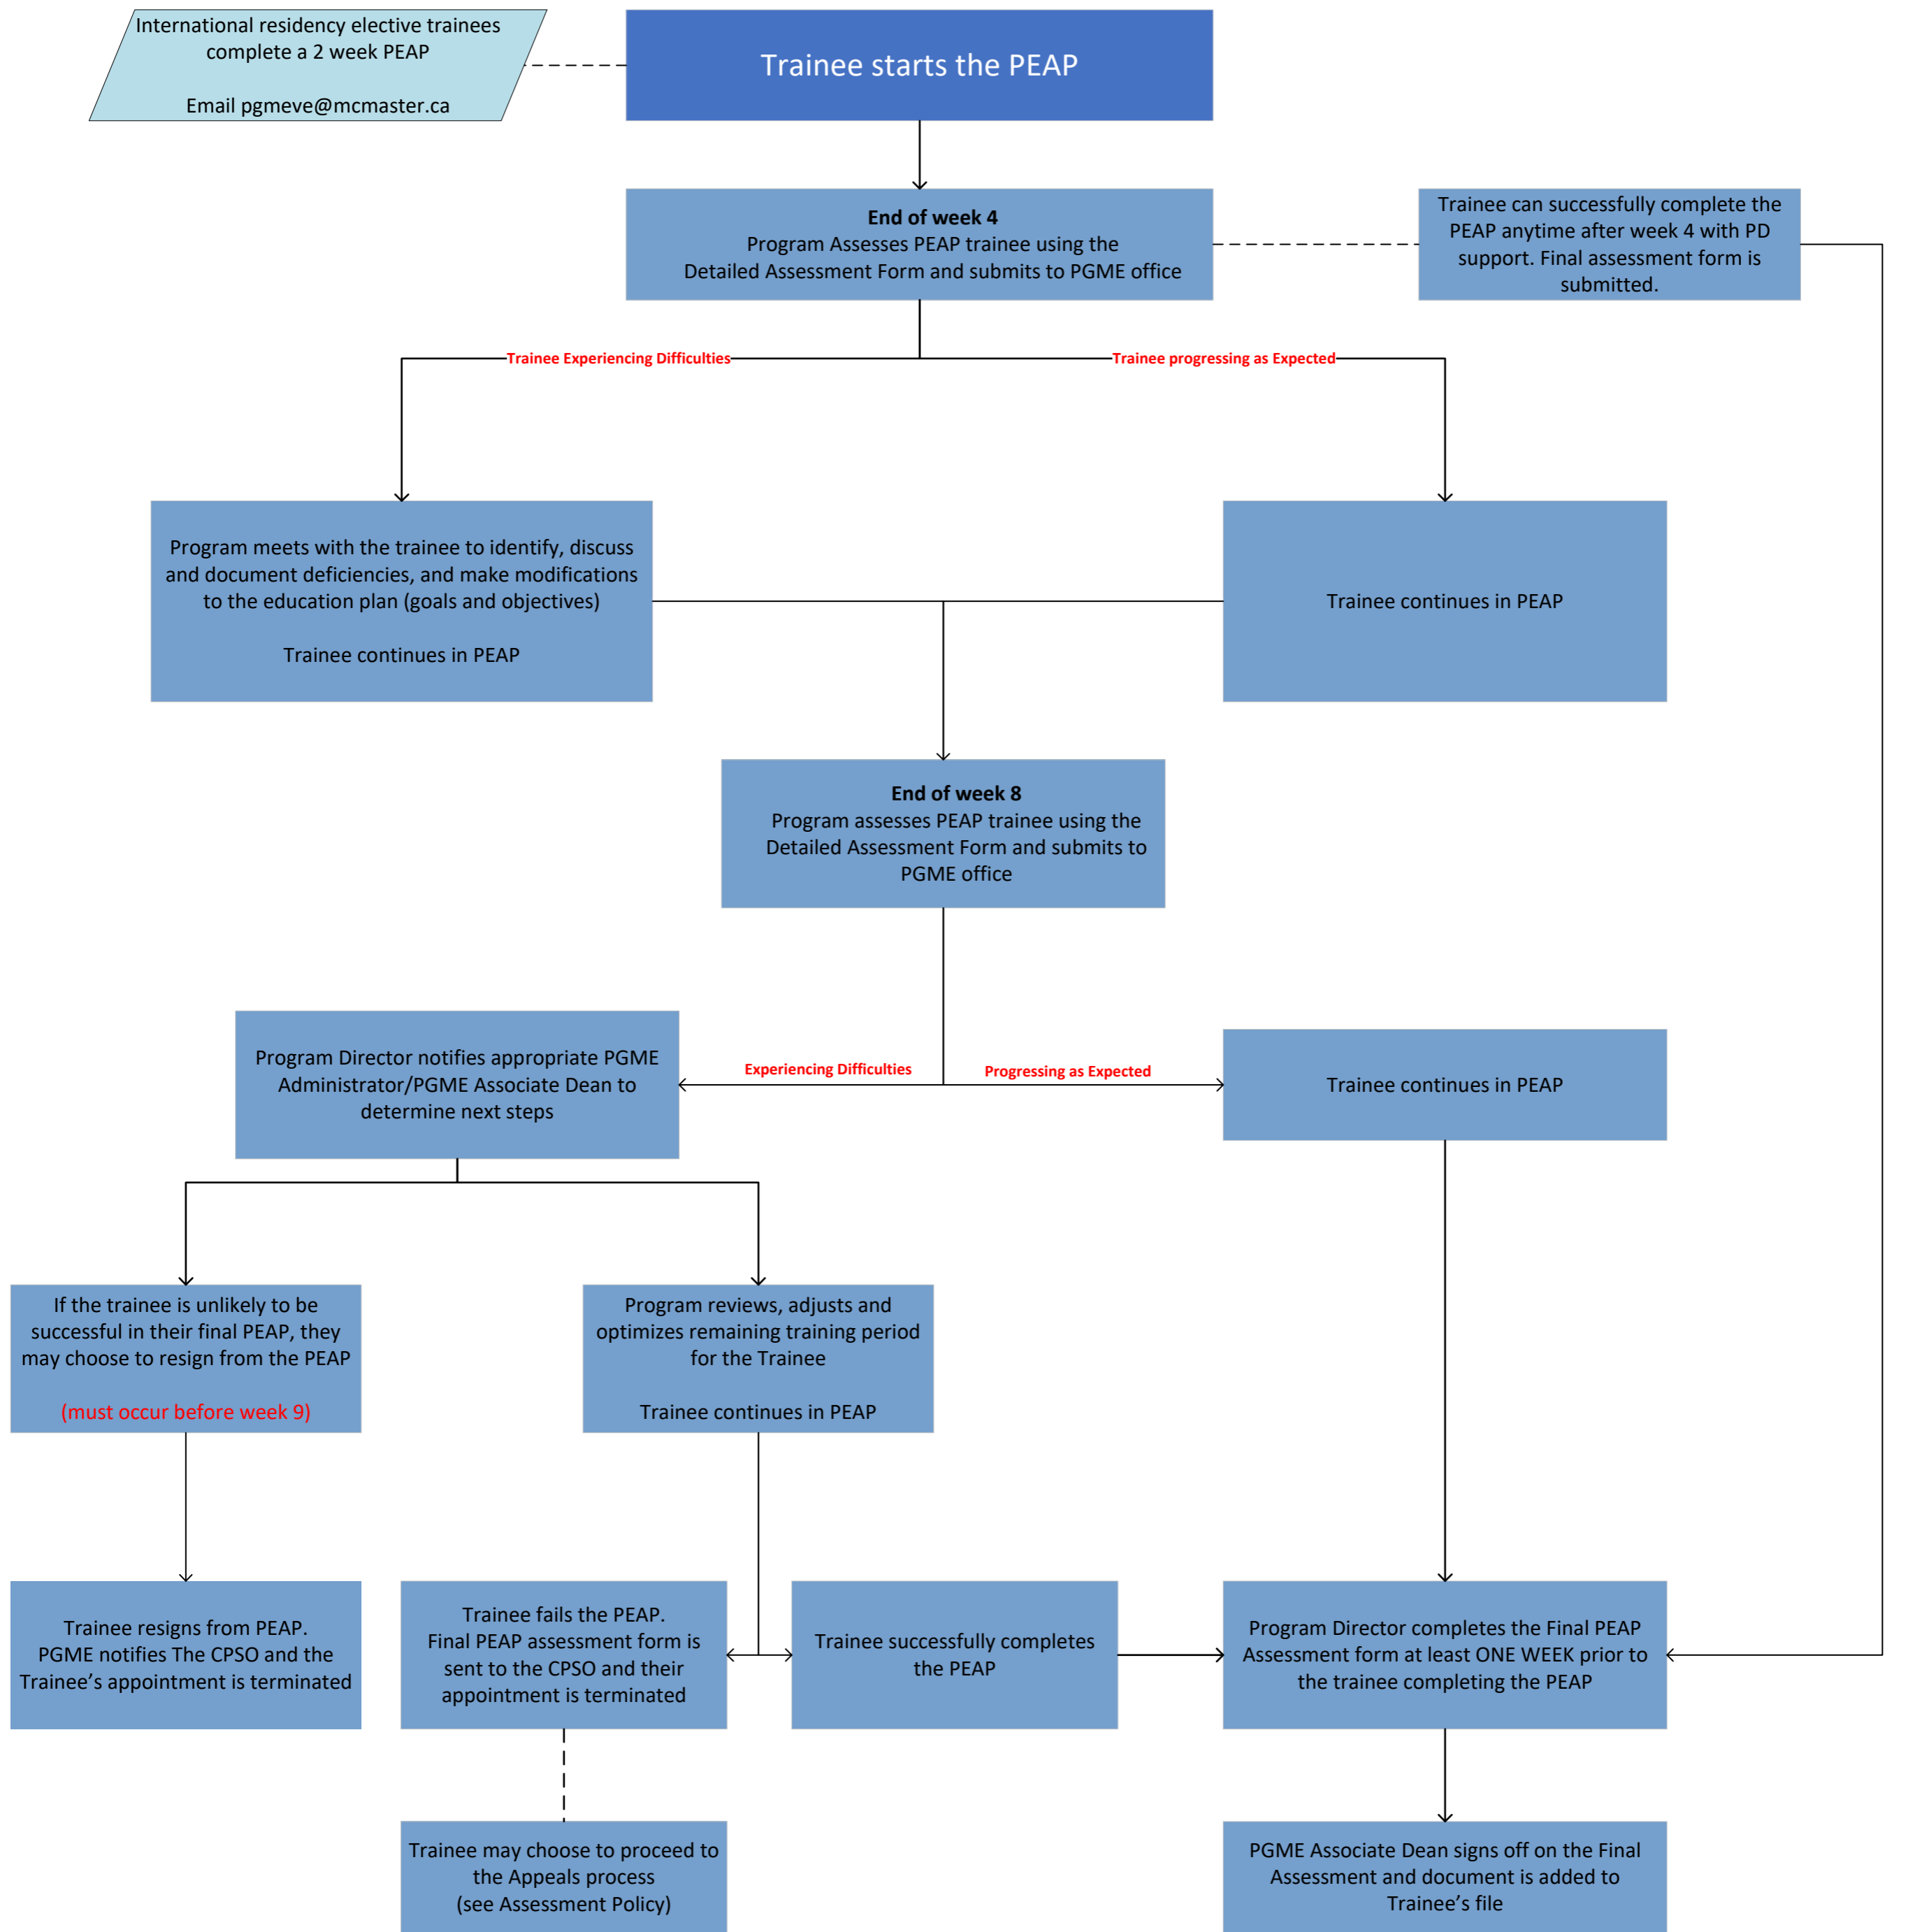 International residency elective trainees
complete a 2 week PEAP
Email pgmeve@mcmaster.ca
Trainee starts the PEAP
End of week 4
Program Assesses PEAP trainee using the
Detailed Assessment Form and submits to PGME office
Trainee can successfully complete the
PEAP anytime after week 4 with PD
support. Final assessment form is
submitted.
Trainee Experiencing Difficulties
Trainee progressing as Expected
Program meets with the trainee to identify, discuss
and document deficiencies, and make modifications
to the education plan (goals and objectives)
Trainee continues in PEAP
Trainee continues in PEAP
End of week 8
Program assesses PEAP trainee using the
Detailed Assessment Form and submits to
PGME office
Program Director notifies appropriate PGME
Administrator/PGME Associate Dean to
determine next steps
Experiencing Difficulties
Progressing as Expected
Trainee continues in PEAP
If the trainee is unlikely to be
successful in their final PEAP, they
may choose to resign from the PEAP
(must occur before week 9)
Program reviews, adjusts and
optimizes remaining training period
for the Trainee
Trainee continues in PEAP
Trainee resigns from PEAP.
PGME notifies The CPSO and the
Trainee’s appointment is terminated
Trainee fails the PEAP.
Final PEAP assessment form is
sent to the CPSO and their
appointment is terminated
Trainee successfully completes
the PEAP
Program Director completes the Final PEAP
Assessment form at least ONE WEEK prior to
the trainee completing the PEAP
Trainee may choose to proceed to
the Appeals process
(see Assessment Policy)
PGME Associate Dean signs off on the Final
Assessment and document is added to
Trainee’s file